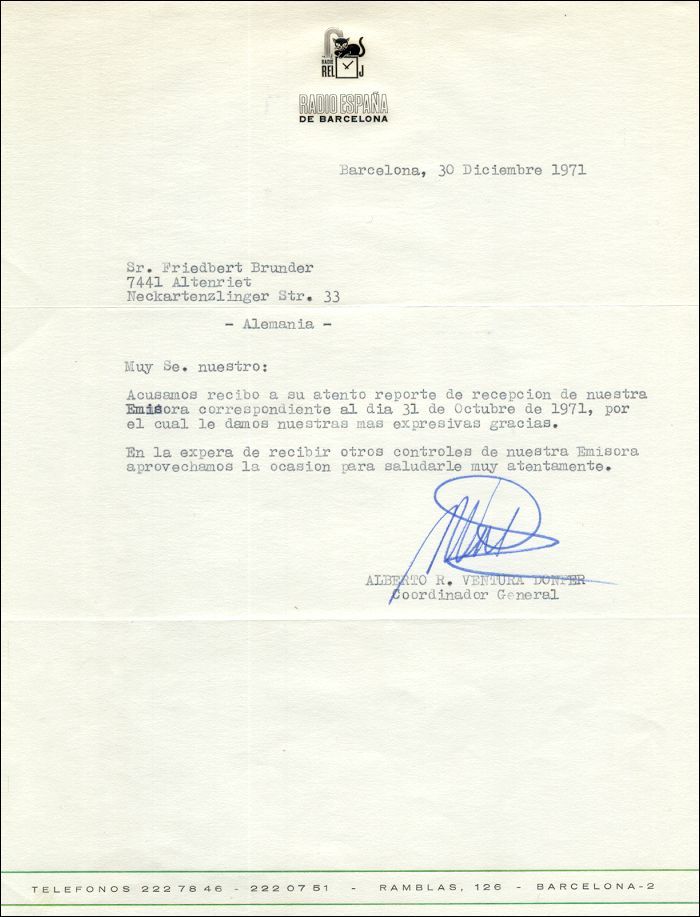 RADIO
RELOJ
RADIO ESPAÑA
DE BARCELONA
Barcelona, 30 Diciembre 1971
Sr. Friedbert Brunder
7441 Altenriet
Neckartenzlinger Str. 33
- Alemania -
Muy Se. nuestro:
Acusamos recibo a su atento reporte de recepcion de nuestra
Emisora correspondiente al dia 31 de Octubre de 1971, por
el cual le damos nuestras mas expresivas gracias.
En la expera de recibir otros controles de nuestra Emisora
aprovechamos la ocasion para saludarle muy atentamente.
ALBERTO R. VENTURA DONFER
Coordinador General
TELEFONOS 222 78 46 - 222 07 51 - RAMBLAS, 126 - BARCELONA-2